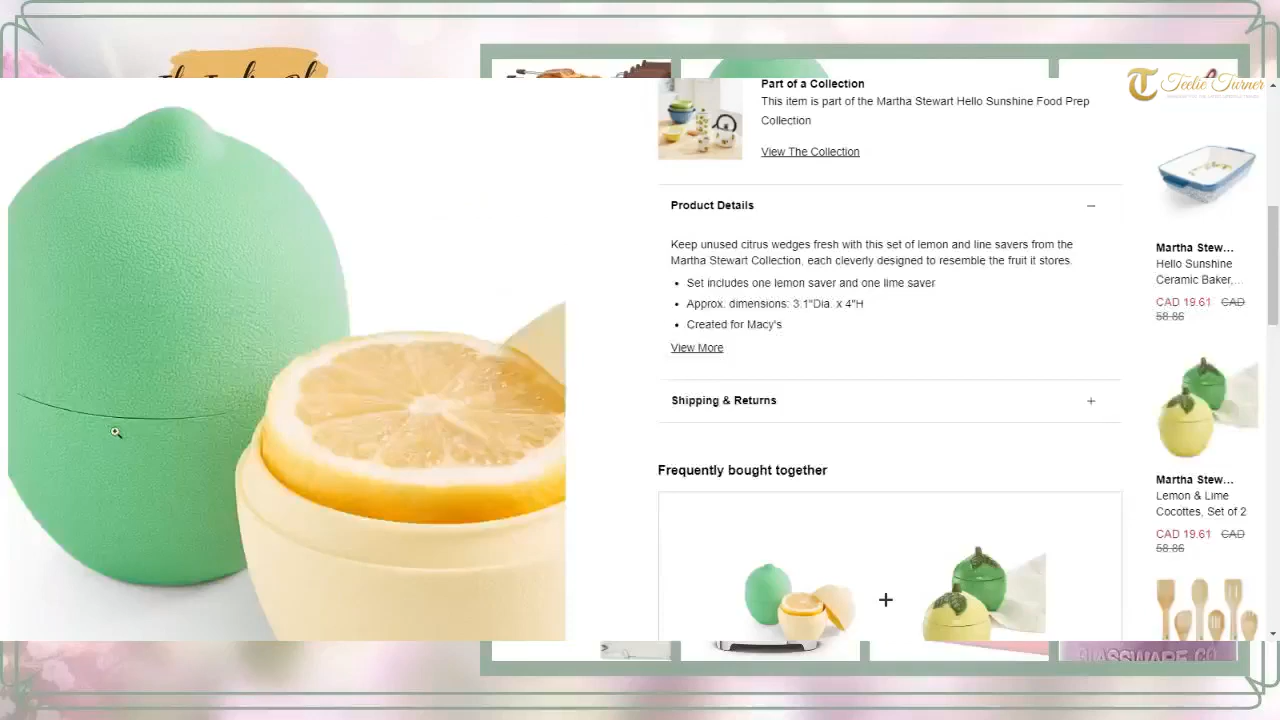 Teelie Turner
Part of a Collection
This item is part of the Martha Stewart Hello Sunshine Food Prep
Collection
View The Collection
Product Details
Keep unused citrus wedges fresh with this set of lemon and line savers from the
Martha Stewart Collection, each cleverly designed to resemble the fruit it stores.
Set includes one lemon saver and one lime saver
Approx. dimensions: 3.1"Dia. x 4"H
Created for Macy's
View More
Shipping & Returns
Frequently bought together
+
Martha Stew...
Hello Sunshine
Ceramic Baker,...
CAD 19.61 CAD
58.86
Martha Stew...
Lemon & Lime
Cocottes, Set of 2
CAD 19.61 CAD
58.86
GLASSWARE CO